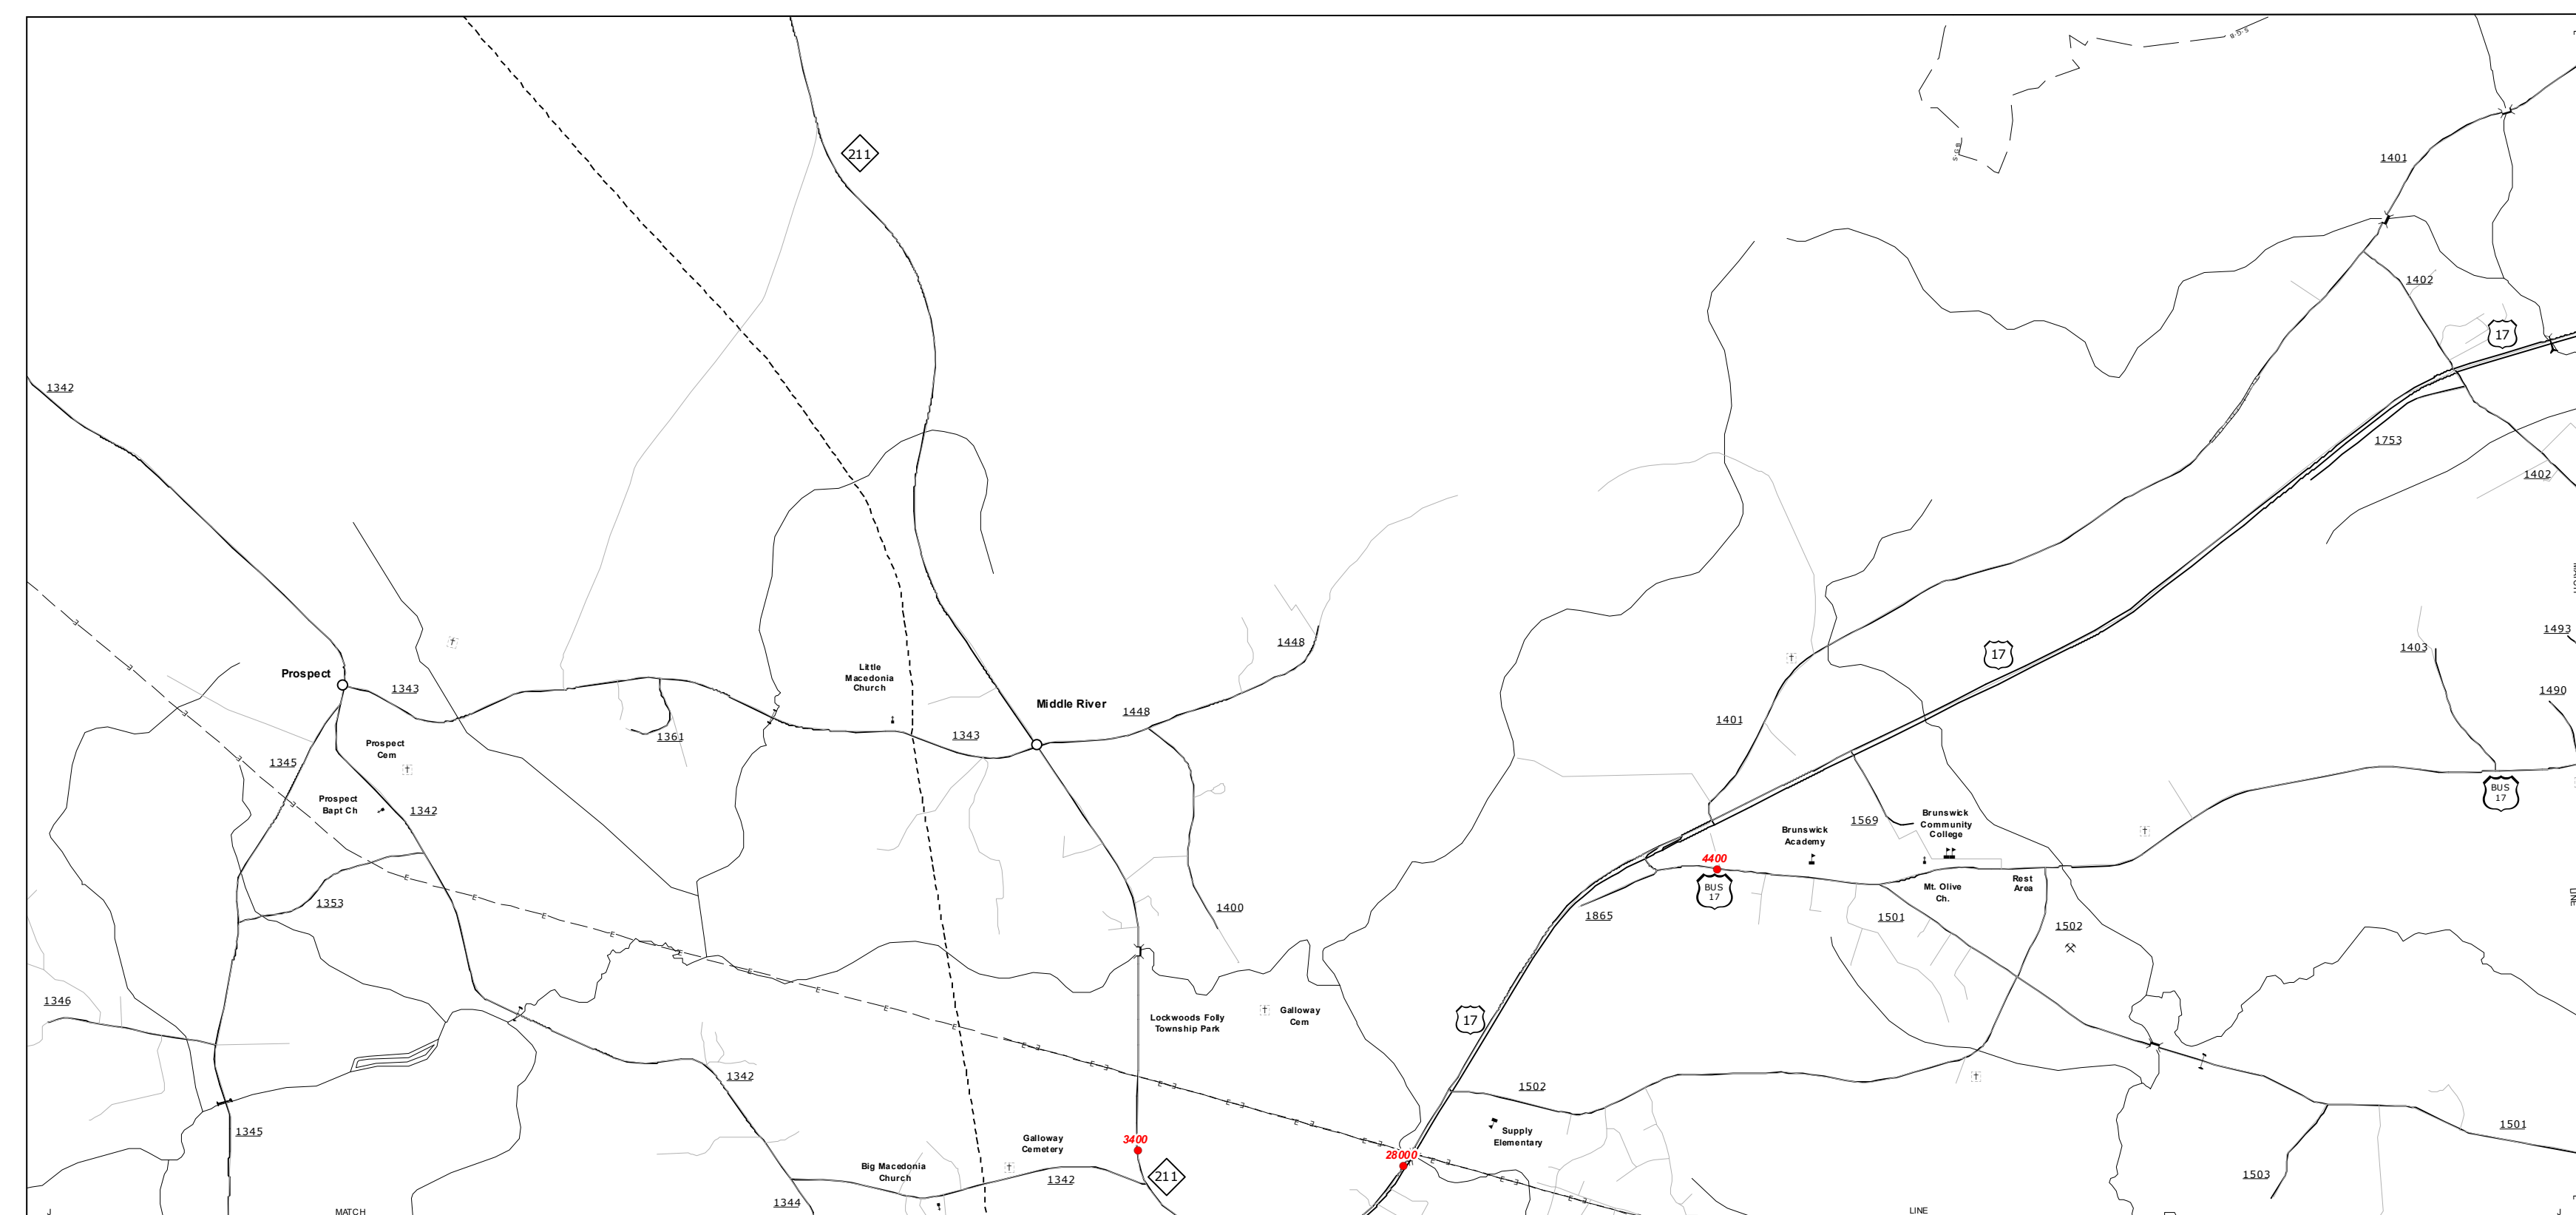 B-D-S
211
B-D-S
1401
1402
17
1342
1753
1402
1493
1448
Little
Macedonia
Church
17
1403
Prospect
1343
1490
Middle River
1448
1401
1361
1343
Prospect
Cem
1345
BUS
17
Prospect
Bapt Ch
1342
1569
Brunswick
Community
College
Brunswick
Academy
4400
BUS
17
Rest
Area
Mt. Olive
Ch.
LINE
1353
1400
1865
1501
1502
1346
Lockwoods Folly
Township Park
Galloway
Cem
17
1342
1502
1345
Supply
Elementary
1501
Galloway
Cemetery
3400
28000
Big Macedonia
Church
211
1342
1344
1503
MATCH
LINE